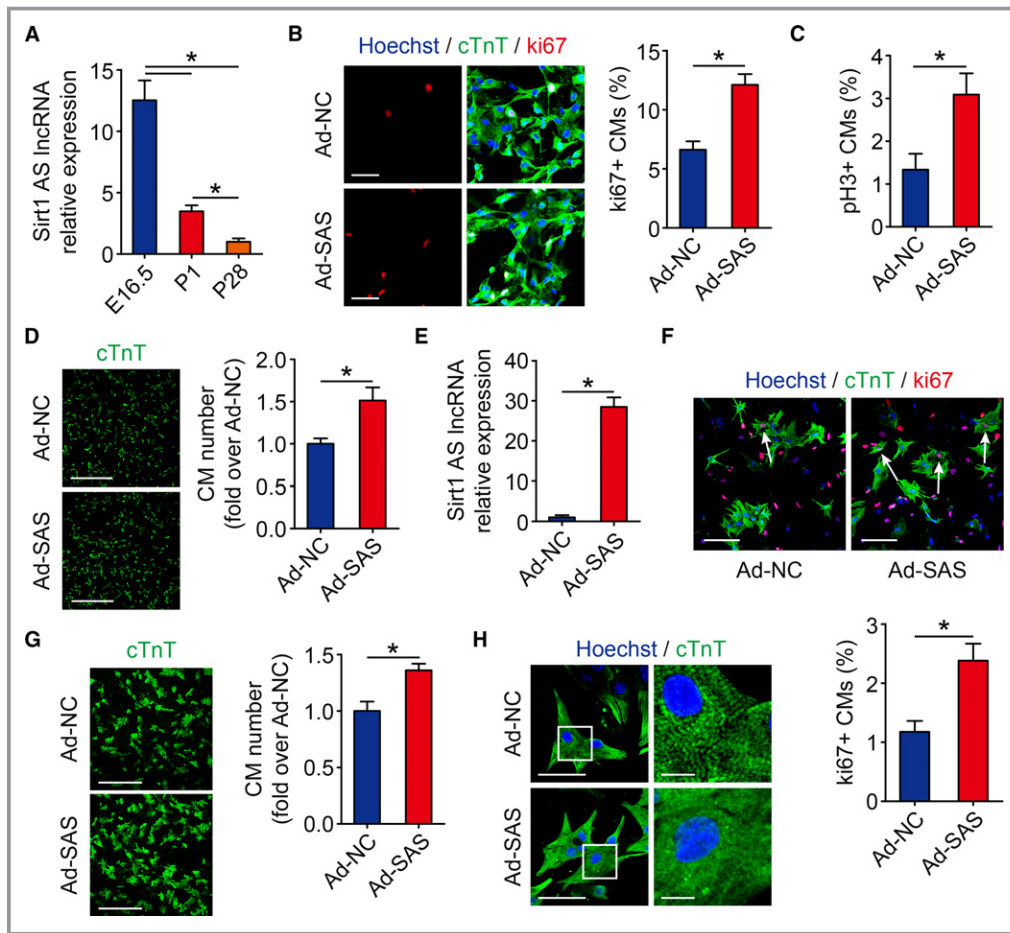 A
Sirt1 AS lncRNA
relative expression
15
10
5
0
E16.5
P1
P28
*
*
B
Hoechst / cTnT / ki67
Ad-NC
Ad-SAS
ki67+ CMs (%)
15
10
5
0
*
Ad-NC
Ad-SAS
C
pH3+ CMs (%)
4
3
2
1
0
*
Ad-NC
Ad-SAS
D
cTnT
Ad-NC
Ad-SAS
CM number
(fold over Ad-NC)
2.0
1.5
1.0
0.5
0.0
*
Ad-NC
Ad-SAS
E
Sirt1 AS lncRNA
relative expression
40
30
20
10
0
*
Ad-NC
Ad-SAS
F
Hoechst / cTnT / ki67
Ad-NC
Ad-SAS
ki67+ CMs (%)
3
2
1
0
*
Ad-NC
Ad-SAS
G
cTnT
Ad-NC
Ad-SAS
CM number
(fold over Ad-NC)
1.5
1.0
0.5
0.0
*
Ad-NC
Ad-SAS
H
Hoechst / cTnT
Ad-NC
Ad-SAS